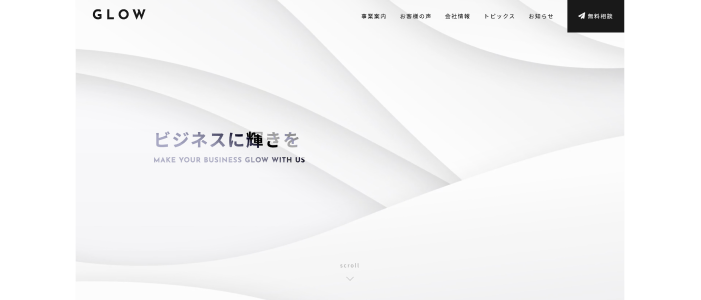 GLOW
事業案内 お客様の声 会社情報 トピックス お知らせ 無料相談
ビジネスに輝きを
MAKE YOUR BUSINESS GLOW WITH US
scroll